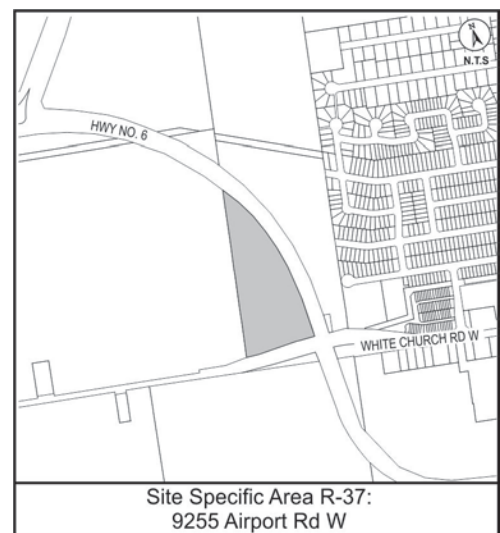 N
N.T.S
HWY NO. 6
WHITE CHURCH RD W
Site Specific Area R-37:
9255 Airport Rd W